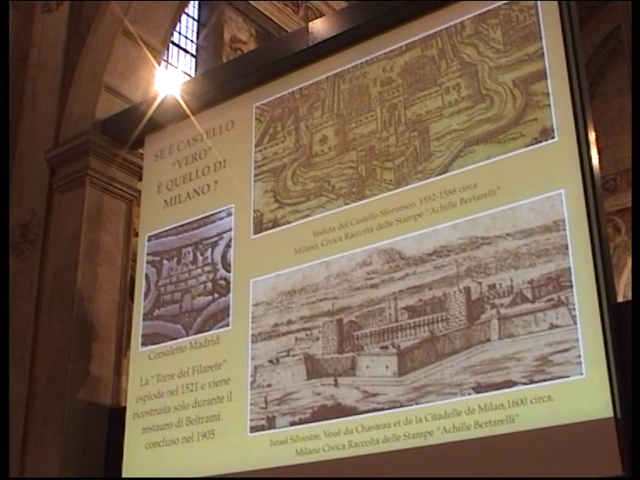 SE È CASTELLO
"VERO"
È QUELLO DI
MILANO ?
Corsaletto Madrid
La "Torre del Filarete"
esplode nel 1521 e viene
ricostruita solo durante il
restauro di Beltrami
concluso nel 1905
Veduta del Castello Sforzesco, 1552-1588 circa
Milano, Civica Raccolta delle Stampe "Achille Bertarelli"
Israel Silvestre, Veuë du Chasteau et de la Citadelle de Milan, 1600 circa,
Milano Civica Raccolta delle Stampe "Achille Bertarelli"